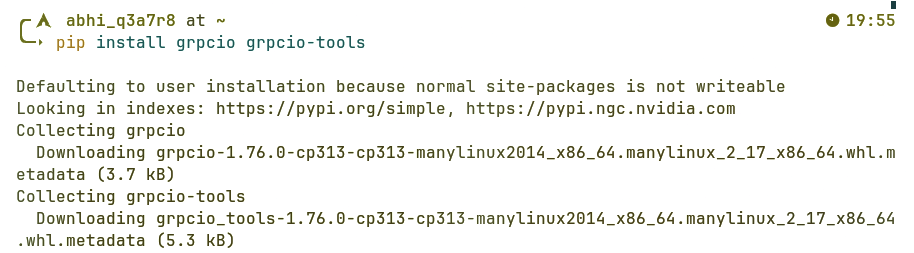 abhi_q3a7r8 at ~ 19:55
pip install grpcio grpcio-tools
Defaulting to user installation because normal site-packages is not writeable
Looking in indexes: https://pypi.org/simple, https://pypi.ngc.nvidia.com
Collecting grpcio
  Downloading grpcio-1.76.0-cp313-cp313-manylinux2014_x86_64.manylinux_2_17_x86_64.whl.m
etadata (3.7 kB)
Collecting grpcio-tools
  Downloading grpcio_tools-1.76.0-cp313-cp313-manylinux2014_x86_64.manylinux_2_17_x86_64
.whl.metadata (5.3 kB)